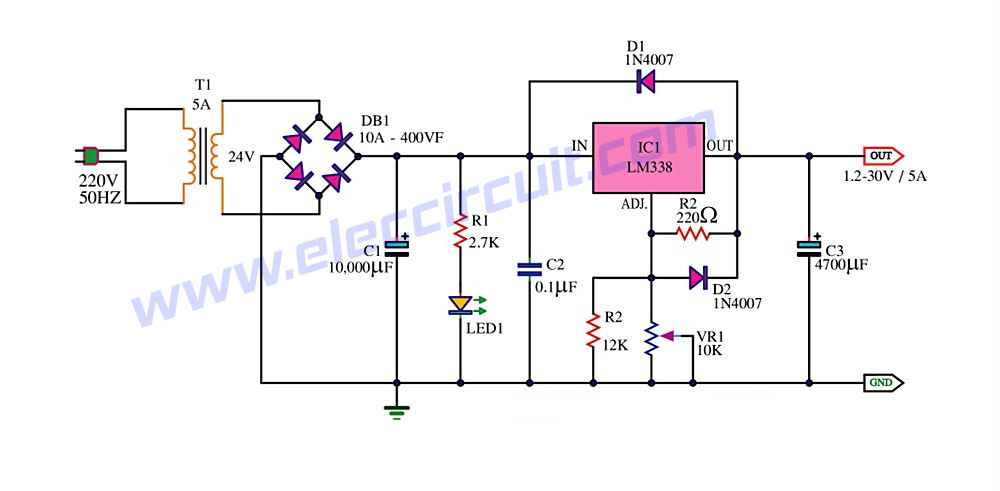 D1
1N4007
T1
5A
DB1
10A - 400VF
24V
220V
50HZ
IN
IC1
LM338
OUT
ADJ.
OUT
1.2-30V / 5A
R2
220Ω
R1
2.7K
C1
10,000µF
C2
0.1µF
C3
4700µF
D2
1N4007
LED1
R2
12K
VR1
10K
GND
www.eleccircuit.com